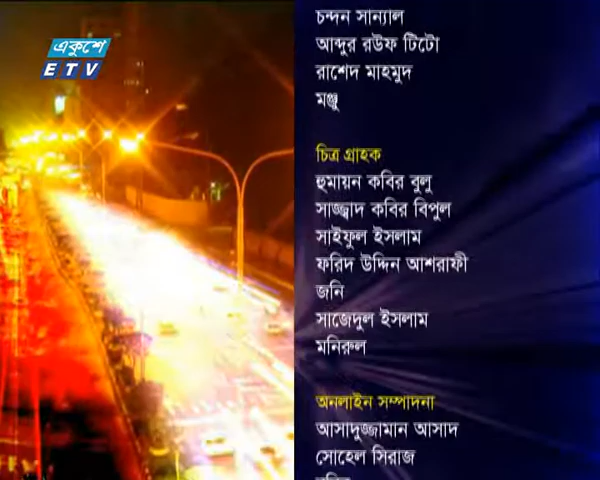 একুশে
ETV
চন্দন সান্যাল
আব্দুর রউফ টিটো
রাশেদ মাহমুদ
মঞ্জু
চিত্র গ্রাহক
হুমায়ন কবির বুলু
সাজ্জাদ কবির বিপুল
সাইফুল ইসলাম
ফরিদ উদ্দিন আশরাফী
জনি
সাজেদুল ইসলাম
মনিরুল
অনলাইন সম্পাদনা
আসাদুজ্জামান আসাদ
সোহেল সিরাজ